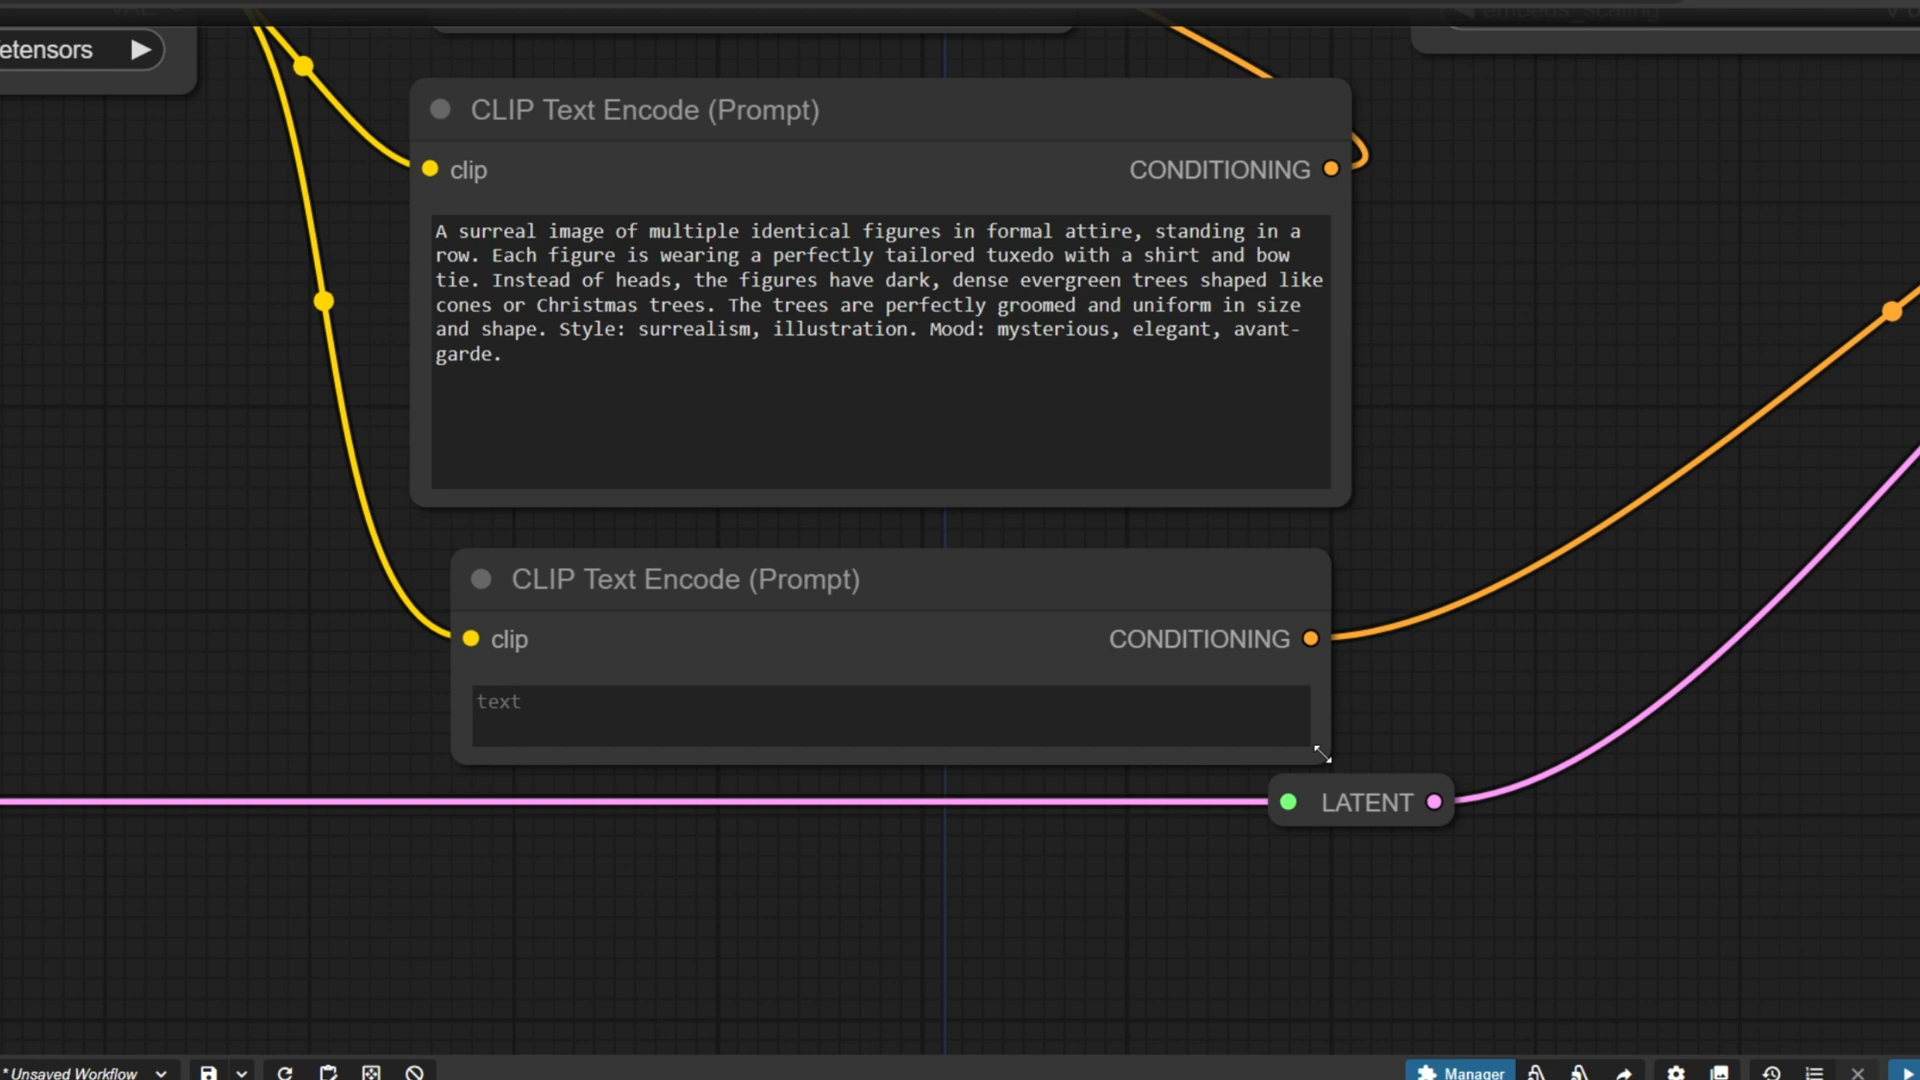 etensors
CLIP Text Encode (Prompt)
clip
CONDITIONING
A surreal image of multiple identical figures in formal attire, standing in a
row. Each figure is wearing a perfectly tailored tuxedo with a shirt and bow
tie. Instead of heads, the figures have dark, dense evergreen trees shaped like
cones or Christmas trees. The trees are perfectly groomed and uniform in size
and shape. Style: surrealism, illustration. Mood: mysterious, elegant, avant-
garde.
CLIP Text Encode (Prompt)
clip
CONDITIONING
text
LATENT
*Unsaved Workflow
Manager